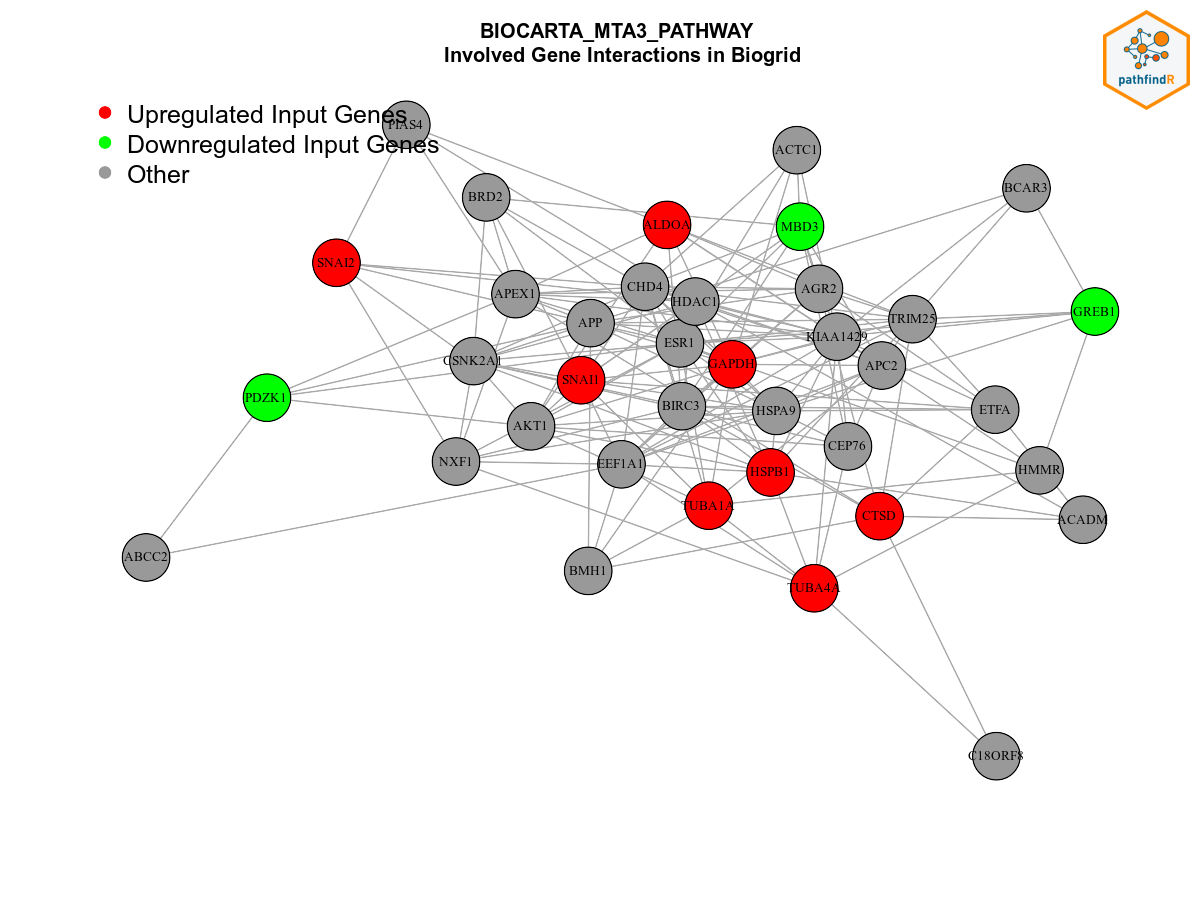 BIOCARTA_MTA3_PATHWAY
Involved Gene Interactions in Biogrid
pathfindR
Upregulated Input Genes
Downregulated Input Genes
Other
PIAS4
ACTC1
BCAR3
BRD2
ALDOA
MBD3
SNAI2
CHD4
AGR2
APEX1
HDAC1
GREB1
APP
TRIM25
KIAA1429
ESR1
CSNK2A1
GAPDH
APC2
SNAI1
PDZK1
BIRC3
HSPA9
ETFA
AKT1
CEP76
NXF1
EEF1A1
HSPB1
HMMR
TUBA1A
CTSD
ACADM
ABCC2
BMH1
TUBA4A
C18ORF8